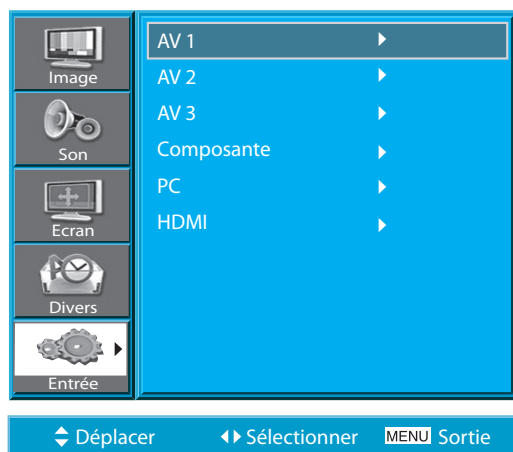 Image
Son
Ecran
Divers
Entrée
AV 1
AV 2
AV 3
Composante
PC
HDMI
Déplacer Sélectionner MENU Sortie